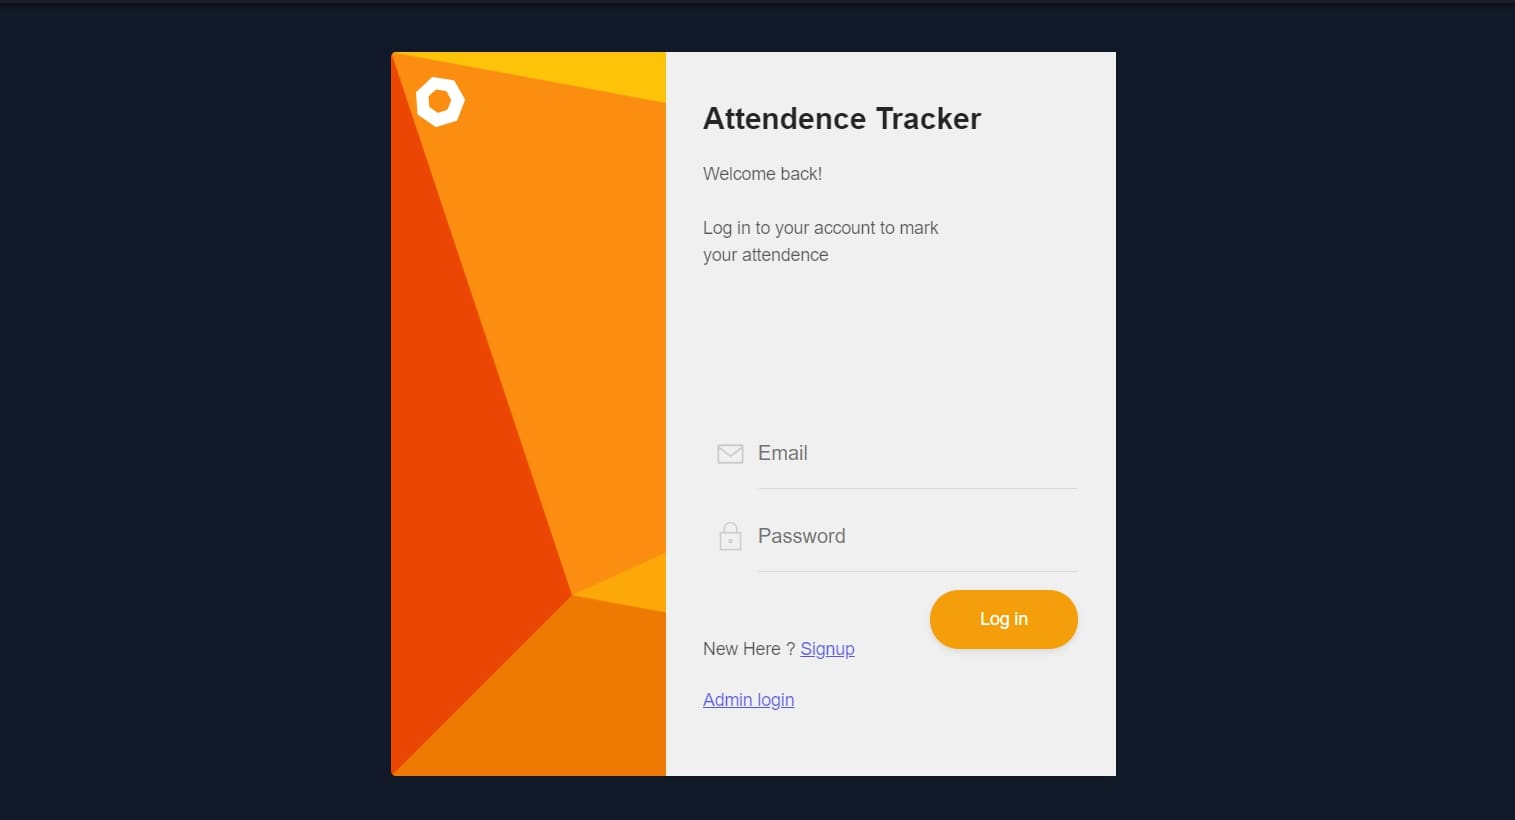 Attendence Tracker
Welcome back!
Log in to your account to mark
your attendence
Email
Password
Log in
New Here ? Signup
Admin login